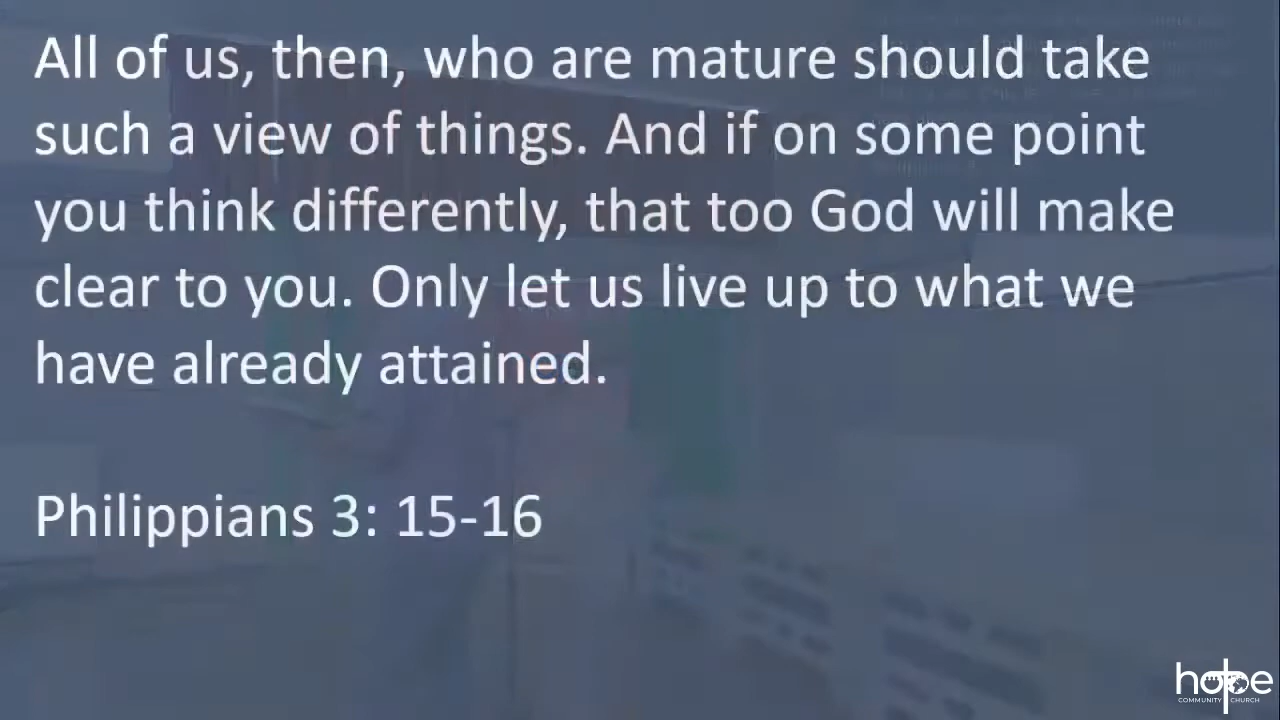 All of us, then, who are mature should take
such a view of things. And if on some point
you think differently, that too God will make
clear to you. Only let us live up to what we
have already attained.
Philippians 3: 15-16
hope
COMMUNITY CHURCH